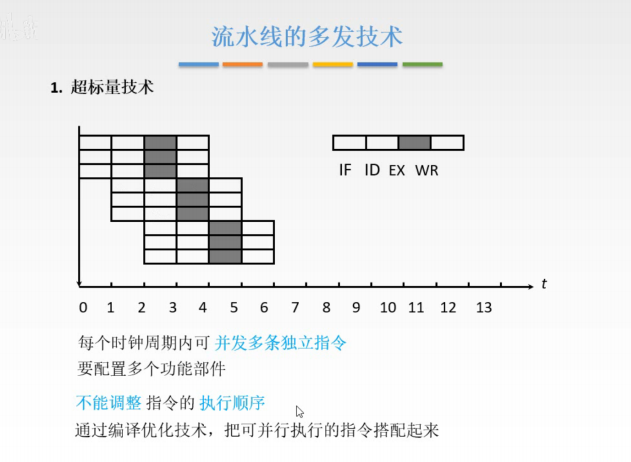 流水线的多发技术
1. 超标量技术
IF ID EX WR
t
0 1 2 3 4 5 6 7 8 9 10 11 12 13
每个时钟周期内可 并发多条独立指令
要配置多个功能部件
不能调整 指令的 执行顺序
通过编译优化技术，把可并行执行的指令搭配起来